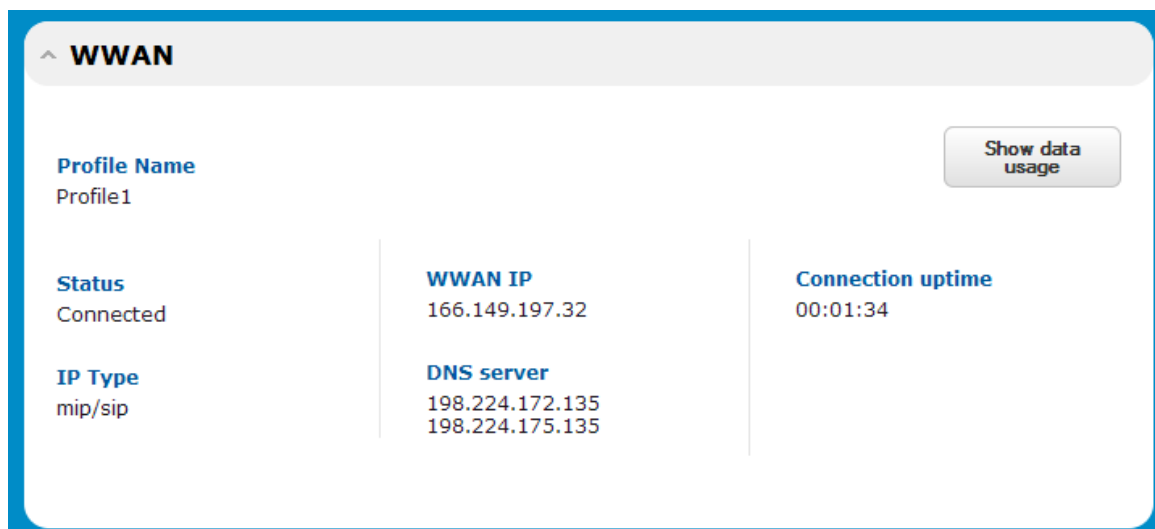 WWAN
Show data
usage
Profile Name
Profile1
Status
Connected
IP Type
mip/sip
WWAN IP
166.149.197.32
DNS server
198.224.172.135
198.224.175.135
Connection uptime
00:01:34